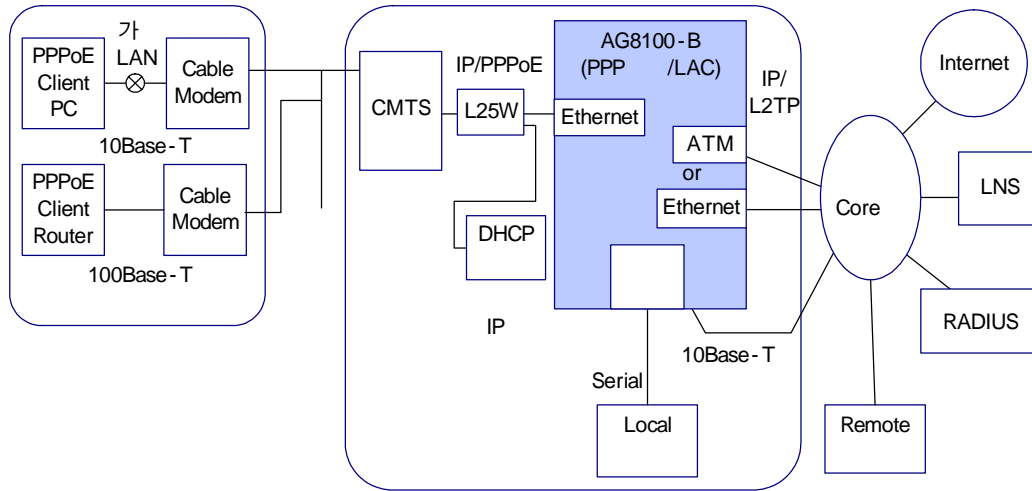 가
LAN
PPPoE
Client
PC
Cable
Modem
10Base-T
PPPoE
Client
Router
Cable
Modem
100Base-T
CMTS
IP/PPPoE
L25W
DHCP
IP
AG8100-B
(PPP /LAC)
Ethernet
ATM
or
Ethernet
IP/
L2TP
10Base-T
Serial
Local
Core
Internet
LNS
RADIUS
Remote